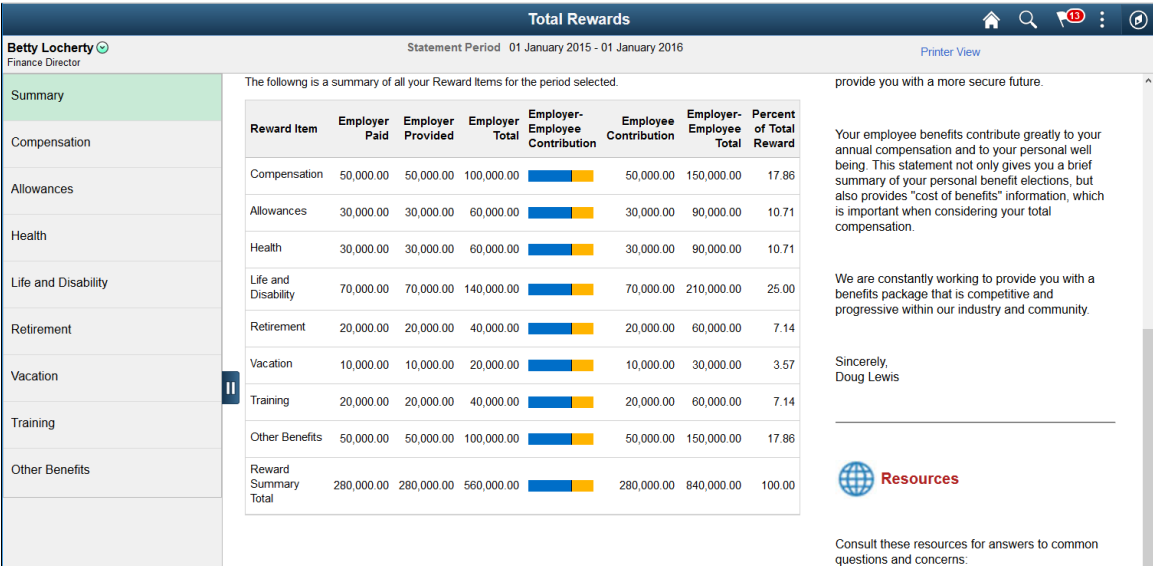 Total Rewards
13
Betty Locherty
Finance Director
Statement Period 01 January 2015 - 01 January 2016
Printer View
Summary
Compensation
Allowances
Health
Life and Disability
Retirement
Vacation
Training
Other Benefits
The followng is a summary of all your Reward Items for the period selected.
Reward Item Employer Paid Employer Provided Employer Total Employer-Employee Contribution Employee Contribution Employer-Employee Total Percent of Total Reward
Compensation 50,000.00 50,000.00 100,000.00 50,000.00 150,000.00 17.86
Allowances 30,000.00 30,000.00 60,000.00 30,000.00 90,000.00 10.71
Health 30,000.00 30,000.00 60,000.00 30,000.00 90,000.00 10.71
Life and Disability 70,000.00 70,000.00 140,000.00 70,000.00 210,000.00 25.00
Retirement 20,000.00 20,000.00 40,000.00 20,000.00 60,000.00 7.14
Vacation 10,000.00 10,000.00 20,000.00 10,000.00 30,000.00 3.57
Training 20,000.00 20,000.00 40,000.00 20,000.00 60,000.00 7.14
Other Benefits 50,000.00 50,000.00 100,000.00 50,000.00 150,000.00 17.86
Reward Summary Total 280,000.00 280,000.00 560,000.00 280,000.00 840,000.00 100.00
provide you with a more secure future.
Your employee benefits contribute greatly to your
annual compensation and to your personal well
being. This statement not only gives you a brief
summary of your personal benefit elections, but
also provides "cost of benefits" information, which
is important when considering your total
compensation.
We are constantly working to provide you with a
benefits package that is competitive and
progressive within our industry and community.
Sincerely,
Doug Lewis
Resources
Consult these resources for answers to common
questions and concerns: